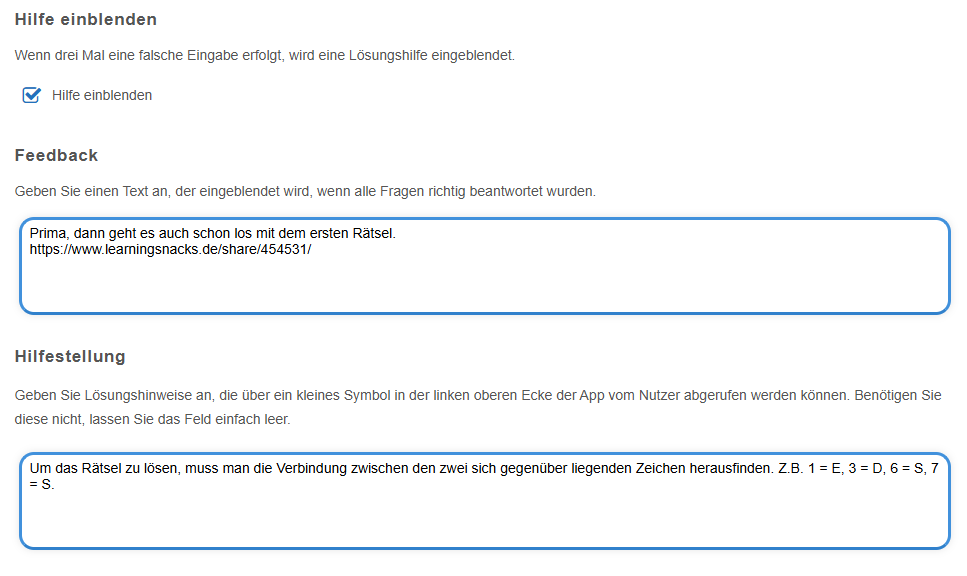 Hilfe einblenden
Wenn drei Mal eine falsche Eingabe erfolgt, wird eine Lösungshilfe eingeblendet.
Hilfe einblenden
Feedback
Geben Sie einen Text an, der eingeblendet wird, wenn alle Fragen richtig beantwortet wurden.
Prima, dann geht es auch schon los mit dem ersten Rätsel.
https://www.learningsnacks.de/share/454531/
Hilfestellung
Geben Sie Lösungshinweise an, die über ein kleines Symbol in der linken oberen Ecke der App vom Nutzer abgerufen werden können. Benötigen Sie
diese nicht, lassen Sie das Feld einfach leer.
Um das Rätsel zu lösen, muss man die Verbindung zwischen den zwei sich gegenüber liegenden Zeichen herausfinden. Z.B. 1 = E, 3 = D, 6 = S, 7
= S.